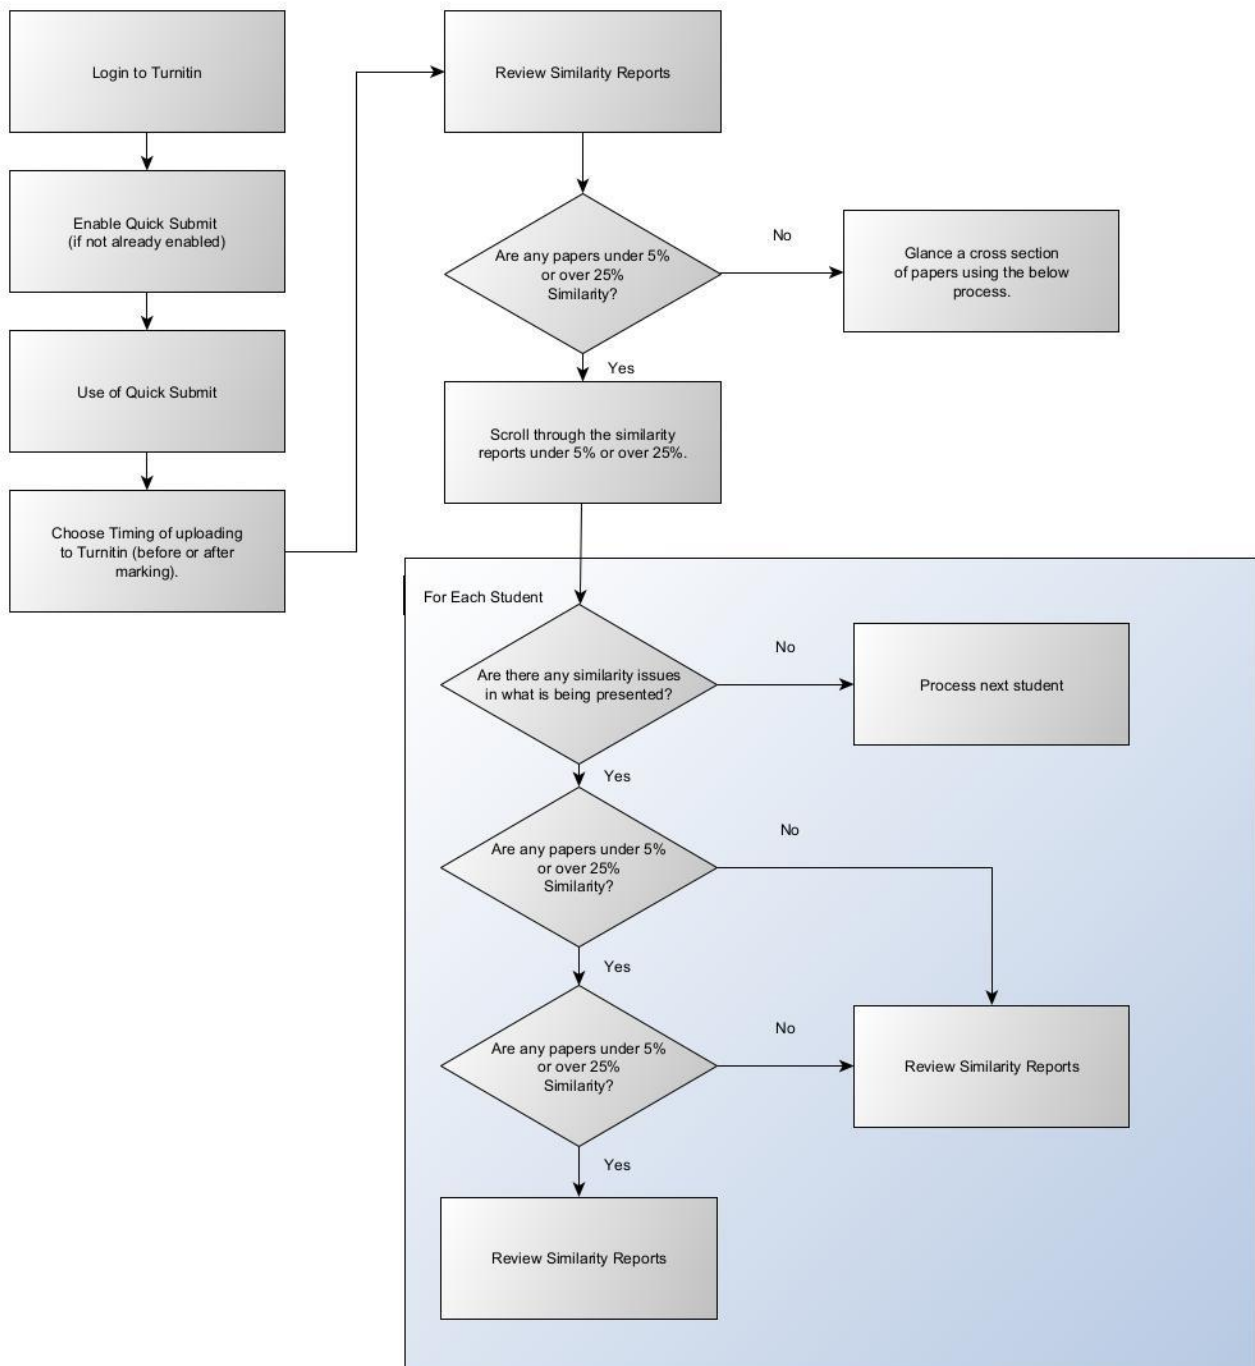 Login to Turnitin
Enable Quick Submit
(if not already enabled)
Use of Quick Submit
Choose Timing of uploading
to Turnitin (before or after
marking).
Review Similarity Reports
Are any papers under 5%
or over 25%
Similarity?
No
Glance a cross section
of papers using the below
process.
Yes
Scroll through the similarity
reports under 5% or over 25%.
For Each Student
Are there any similarity issues
in what is being presented?
No
Process next student
Yes
Are any papers under 5%
or over 25%
Similarity?
No
Yes
Are any papers under 5%
or over 25%
Similarity?
No
Review Similarity Reports
Yes
Review Similarity Reports